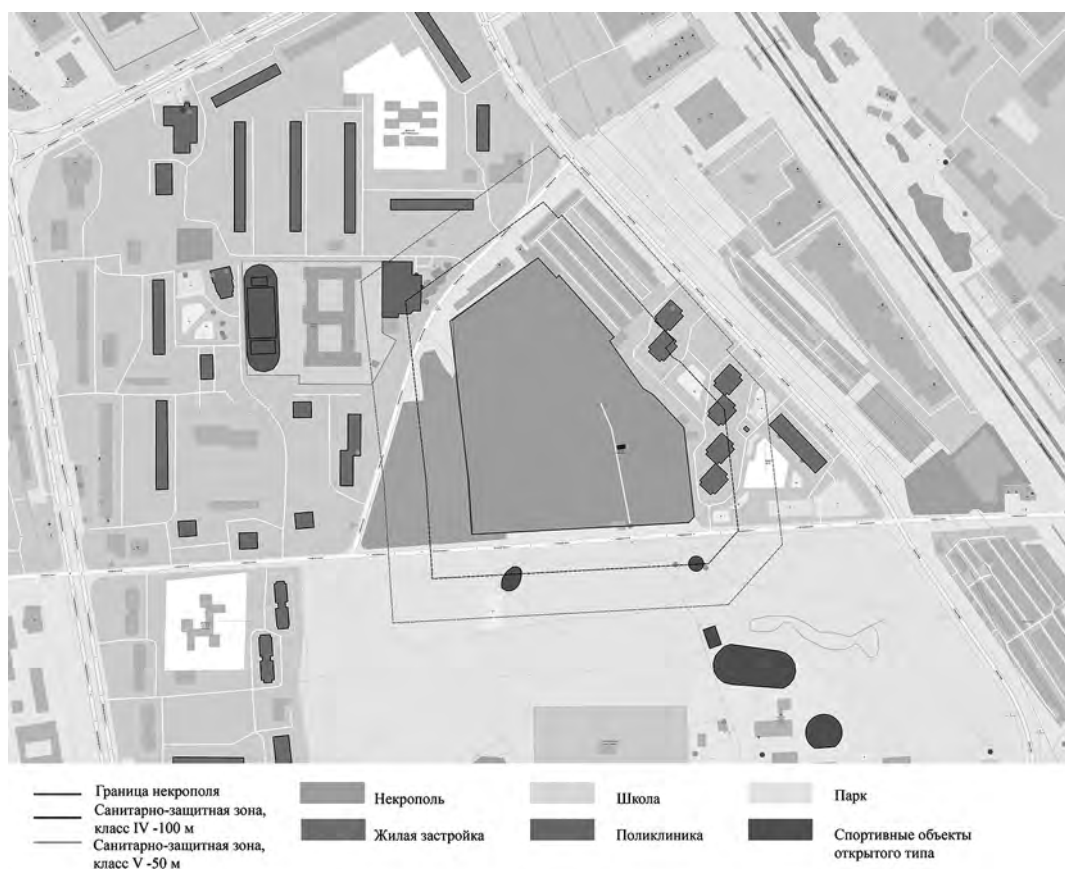 Граница некрополя
Санитарно-защитная зона,
класс IV -100 м
Санитарно-защитная зона,
класс V -50 м
Некрополь
Жилая застройка
Школа
Поликлиника
Парк
Спортивные объекты
открытого типа